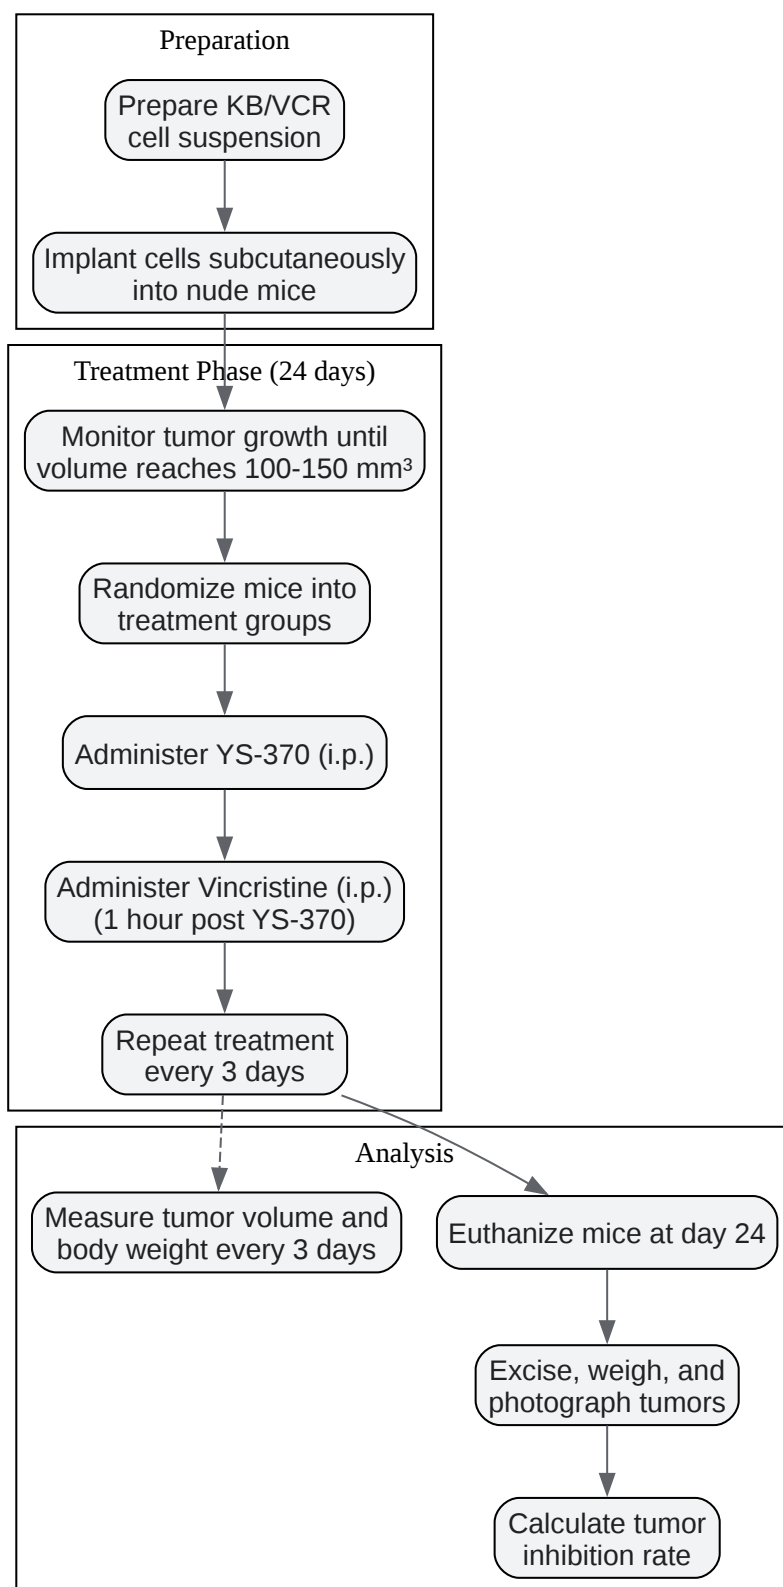 Preparation
Prepare KB/VCR
cell suspension
Implant cells subcutaneously
into nude mice
Treatment Phase (24 days)
Monitor tumor growth until
volume reaches 100-150 mm³
Randomize mice into
treatment groups
Administer YS-370 (i.p.)
Administer Vincristine (i.p.)
(1 hour post YS-370)
Repeat treatment
every 3 days
Analysis
Measure tumor volume and
body weight every 3 days
Euthanize mice at day 24
Excise, weigh, and
photograph tumors
Calculate tumor
inhibition rate